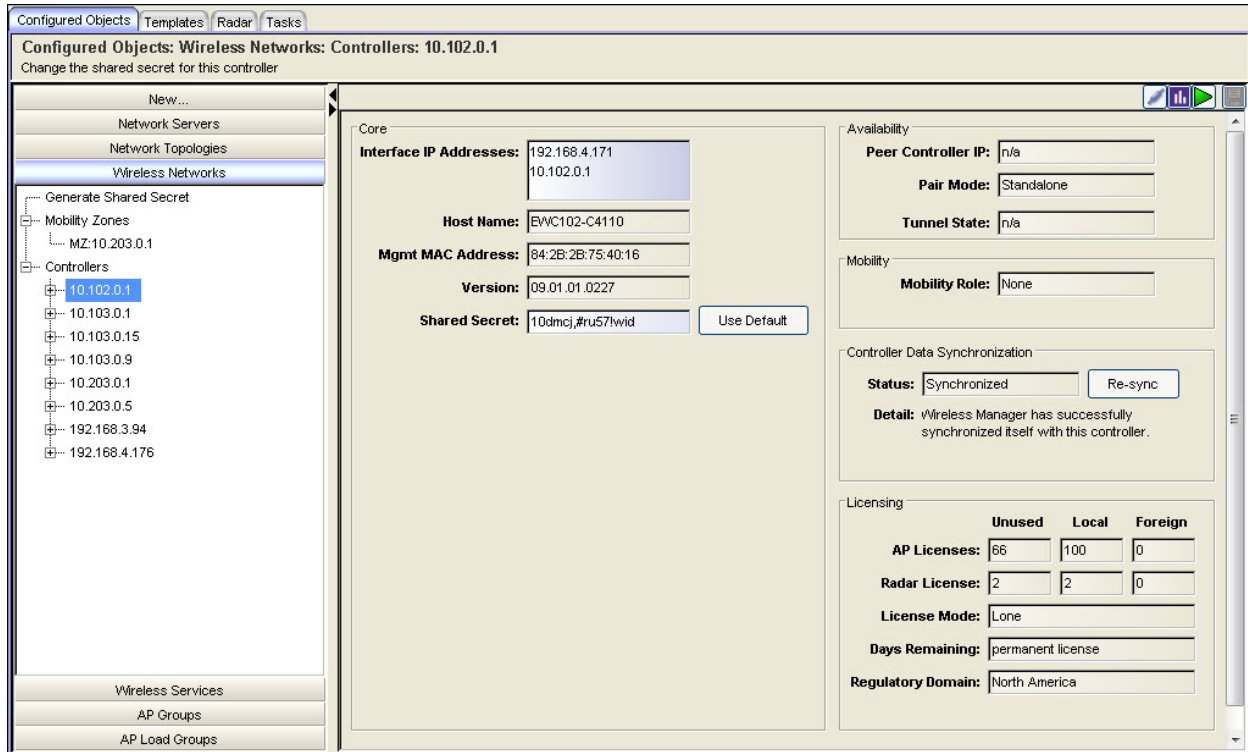 Configured Objects Templates Radar Tasks
Configured Objects: Wireless Networks: Controllers: 10.102.0.1
Change the shared secret for this controller
New...
Network Servers
Network Topologies
Wireless Networks
Generate Shared Secret
Mobility Zones
MZ:10.203.0.1
Controllers
10.102.0.1
10.103.0.1
10.103.0.15
10.103.0.9
10.203.0.1
10.203.0.5
192.168.3.94
192.168.4.176
Wireless Services
AP Groups
AP Load Groups
Core
Interface IP Addresses: 192.168.4.171
10.102.0.1
Host Name: EWC102-C4110
Mgmt MAC Address: 84:2B:2B:75:40:16
Version: 09.01.01.0227
Shared Secret: 10dmcj,#ru57!wid Use Default
Availability
Peer Controller IP: n/a
Pair Mode: Standalone
Tunnel State: n/a
Mobility
Mobility Role: None
Controller Data Synchronization
Status: Synchronized Re-sync
Detail: Wireless Manager has successfully
synchronized itself with this controller.
Licensing
Unused Local Foreign
AP Licenses: 66 100 0
Radar License: 2 2 0
License Mode: Lone
Days Remaining: permanent license
Regulatory Domain: North America